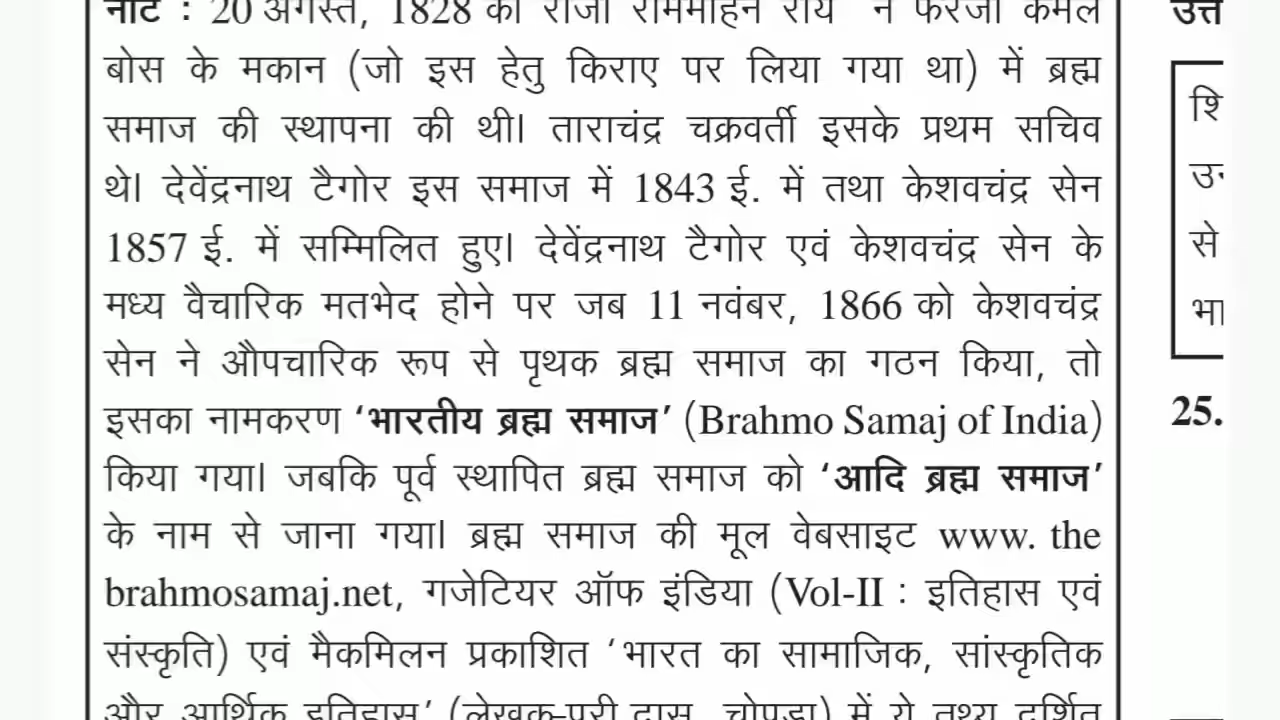 नोट : 20 अगस्त, 1828 को राजा राममोहन राय ने फिरंगी कमल
बोस के मकान (जो इस हेतु किराए पर लिया गया था) में ब्रह्म
समाज की स्थापना की थी। ताराचंद्र चक्रवर्ती इसके प्रथम सचिव
थे। देवेंद्रनाथ टैगोर इस समाज में 1843 ई. में तथा केशवचंद्र सेन
1857 ई. में सम्मिलित हुए। देवेंद्रनाथ टैगोर एवं केशवचंद्र सेन के
मध्य वैचारिक मतभेद होने पर जब 11 नवंबर, 1866 को केशवचंद्र
सेन ने औपचारिक रूप से पृथक ब्रह्म समाज का गठन किया, तो
इसका नामकरण ‘भारतीय ब्रह्म समाज’ (Brahmo Samaj of India)
किया गया। जबकि पूर्व स्थापित ब्रह्म समाज को ‘आदि ब्रह्म समाज’
के नाम से जाना गया। ब्रह्म समाज की मूल वेबसाइट www. the
brahmosamaj.net, गजेटियर ऑफ इंडिया (Vol-II : इतिहास एवं
संस्कृति) एवं मैकमिलन प्रकाशित ‘भारत का सामाजिक, सांस्कृतिक
और आर्थिक इतिहास’ (लेखक-पुरी दास, चोपड़ा) में ये तथ्य दर्शित
शि
से
भा
25.